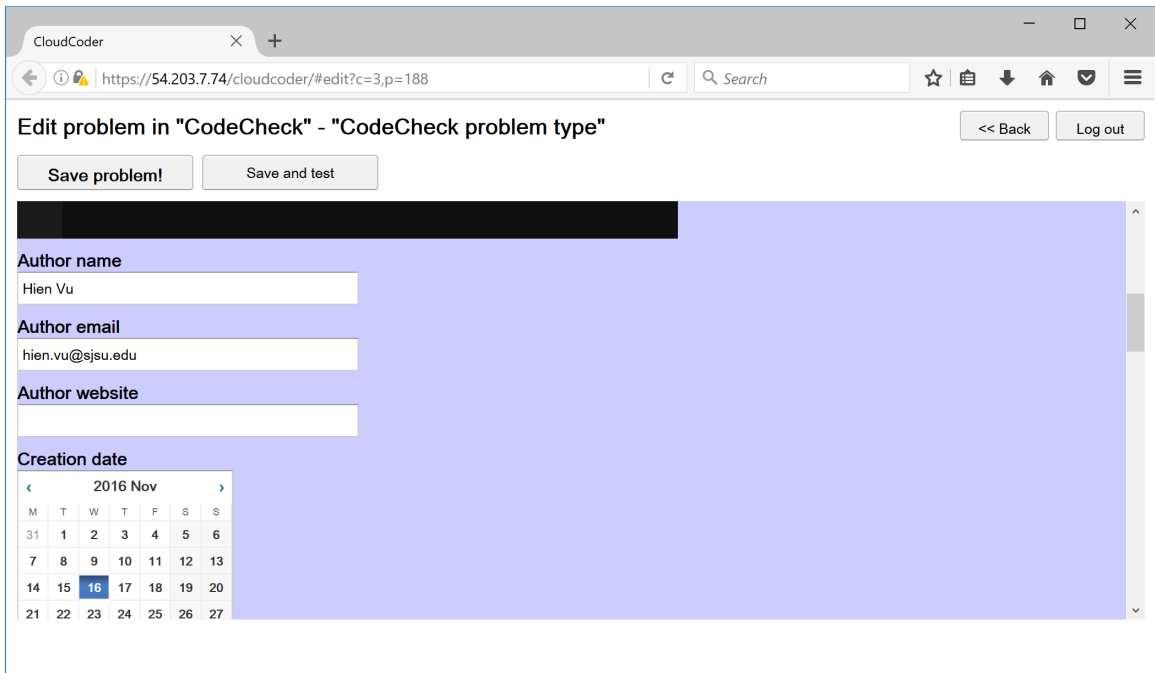 CloudCoder
https://54.203.7.74/cloudcoder/#edit?c=3,p=188
Search
Edit problem in "CodeCheck" - "CodeCheck problem type"
<< Back
Log out
Save problem!
Save and test
Author name
Hien Vu
Author email
hien.vu@sjsu.edu
Author website
Creation date
‹ 2016 Nov ›
M T W T F S S
31 1 2 3 4 5 6
7 8 9 10 11 12 13
14 15 16 17 18 19 20
21 22 23 24 25 26 27